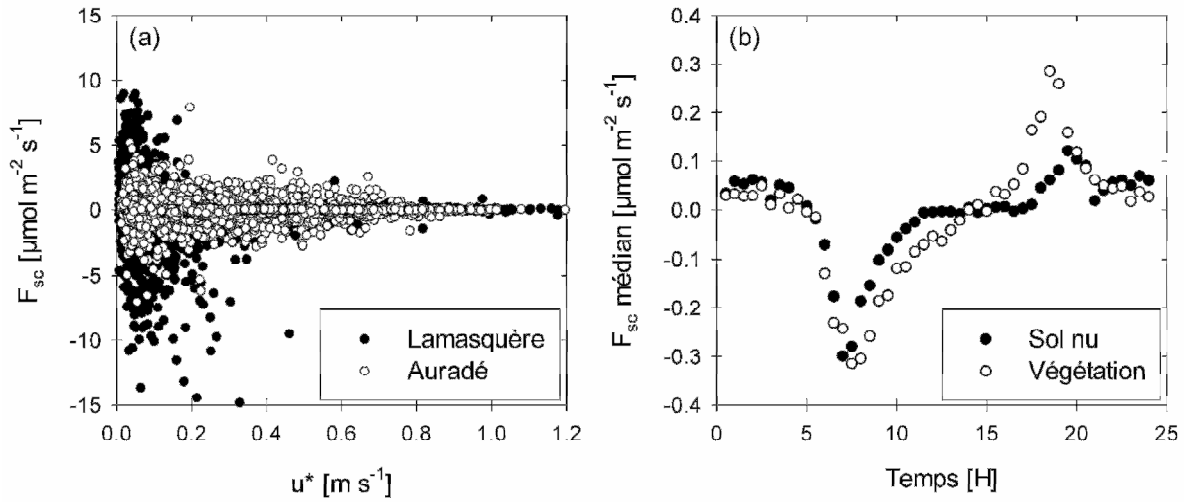 (a)
15
10
5
0
-5
-10
-15
F_sc [µmol m⁻² s⁻¹]
0.0 0.2 0.4 0.6 0.8 1.0 1.2
u* [m s⁻¹]
Lamasquère
Auradé
(b)
0.4
0.3
0.2
0.1
0.0
-0.1
-0.2
-0.3
-0.4
F_sc médian [µmol m⁻² s⁻¹]
0 5 10 15 20 25
Temps [H]
Sol nu
Végétation